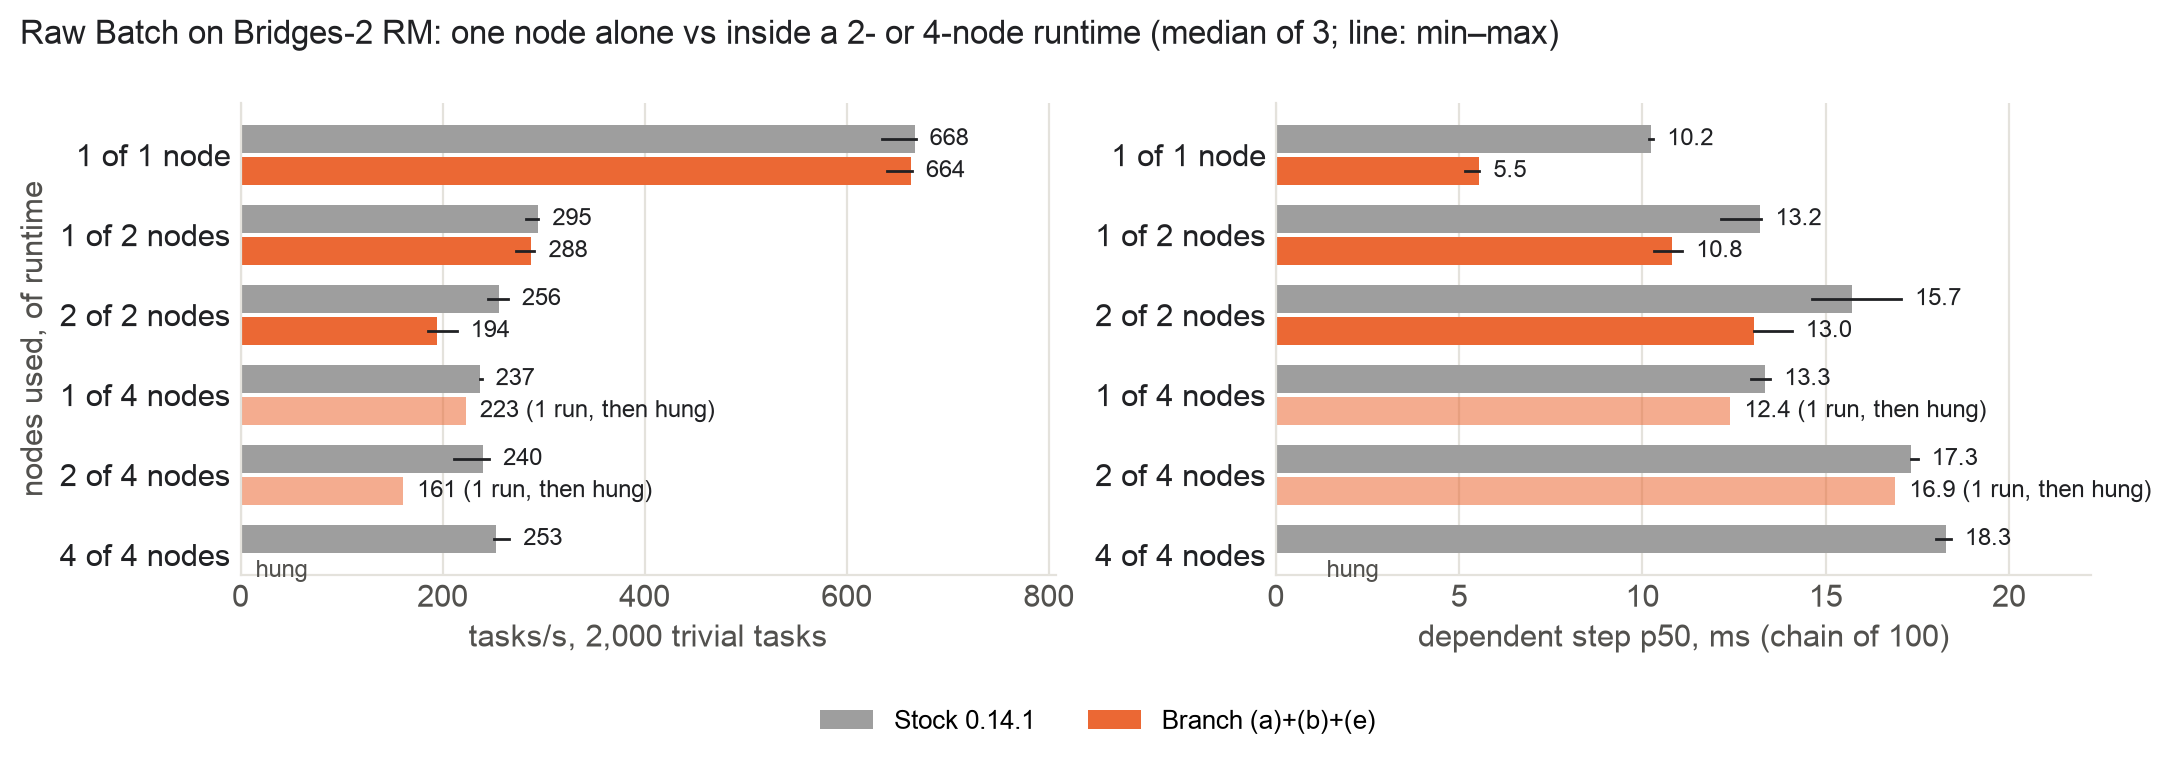 Raw Batch on Bridges-2 RM: one node alone vs inside a 2- or 4-node runtime (median of 3; line: min–max)
nodes used, of runtime
1 of 1 node
668
664
1 of 2 nodes
295
288
2 of 2 nodes
256
194
1 of 4 nodes
237
223 (1 run, then hung)
2 of 4 nodes
240
161 (1 run, then hung)
4 of 4 nodes
253
hung
0 200 400 600 800
tasks/s, 2,000 trivial tasks
1 of 1 node
10.2
5.5
1 of 2 nodes
13.2
10.8
2 of 2 nodes
15.7
13.0
1 of 4 nodes
13.3
12.4 (1 run, then hung)
2 of 4 nodes
17.3
16.9 (1 run, then hung)
4 of 4 nodes
18.3
hung
0 5 10 15 20
dependent step p50, ms (chain of 100)
Stock 0.14.1
Branch (a)+(b)+(e)